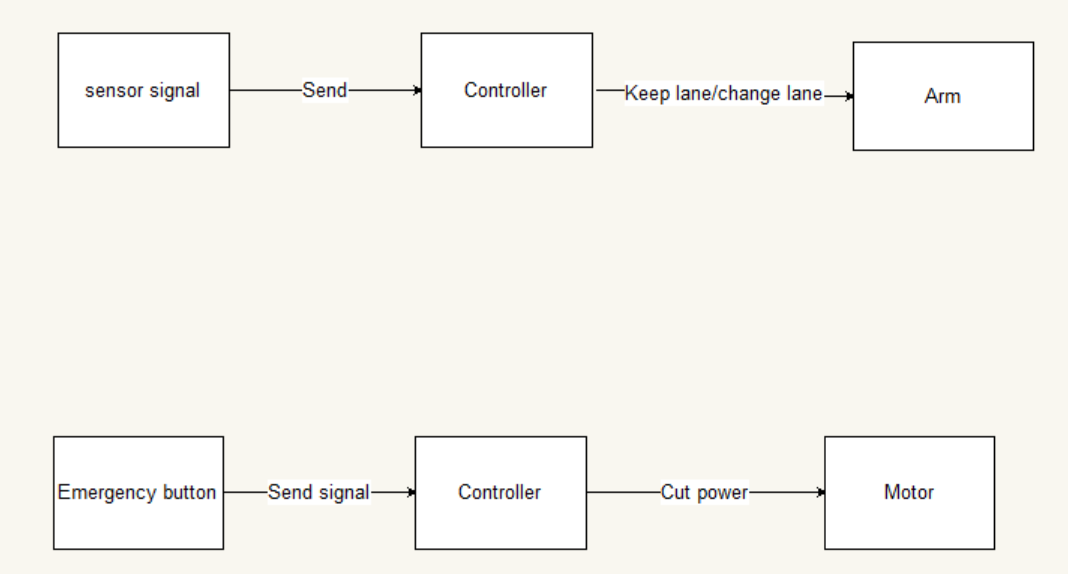 sensor signal
Send
Controller
Keep lane/change lane
Arm
Emergency button
Send signal
Controller
Cut power
Motor